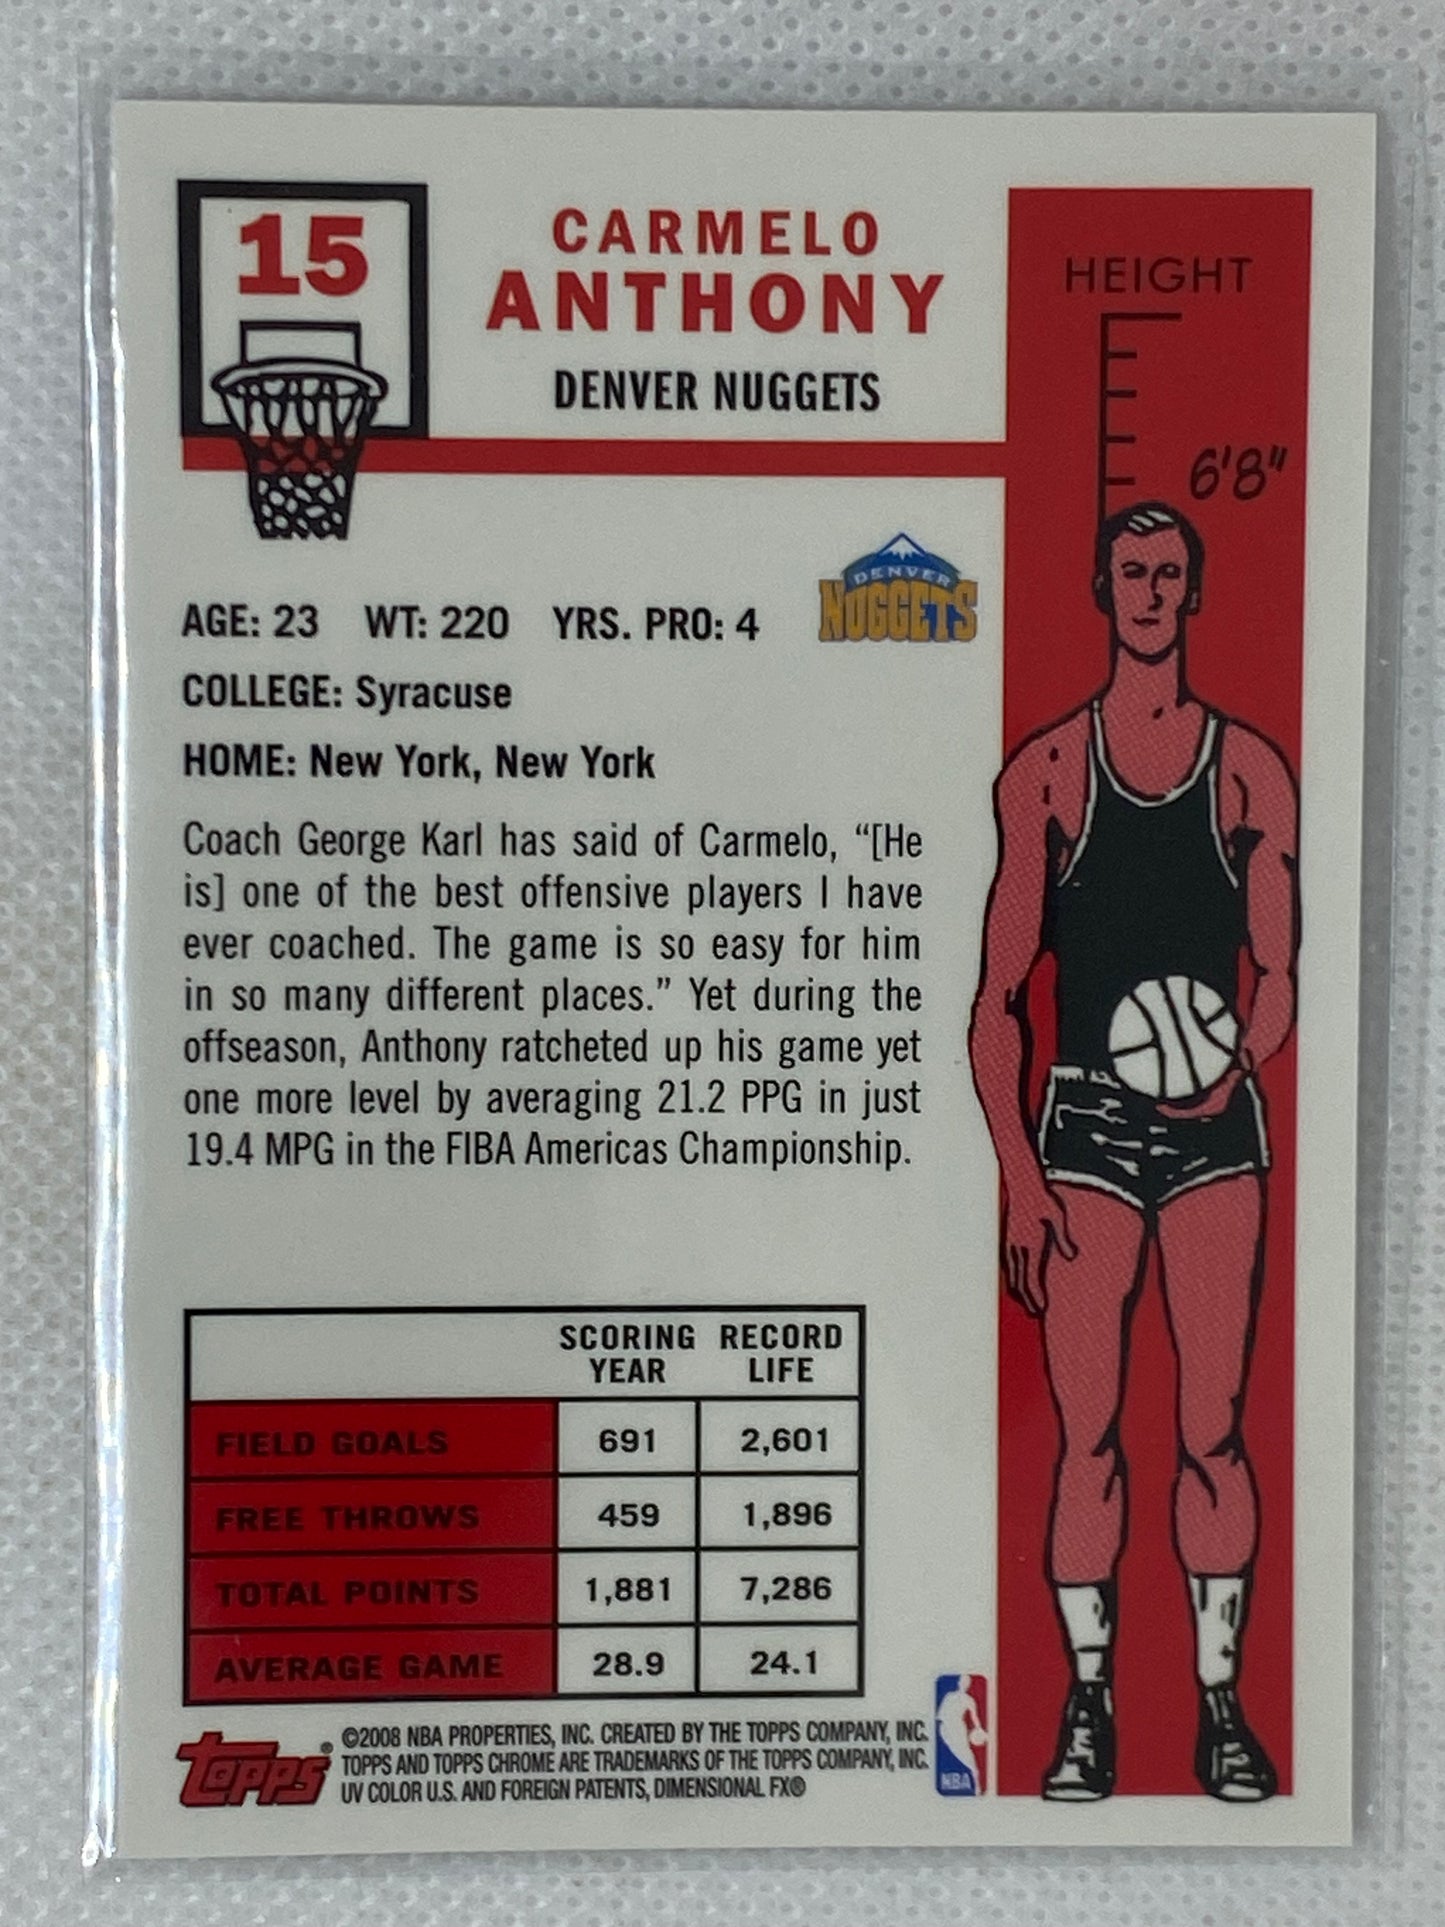 15
CARMELO
ANTHONY
DENVER NUGGETS
HEIGHT
6'8"
DENVER
NUGGETS
AGE: 23 WT: 220 YRS. PRO: 4
COLLEGE: Syracuse
HOME: New York, New York
Coach George Karl has said of Carmelo, “[He
is] one of the best offensive players I have
ever coached. The game is so easy for him
in so many different places.” Yet during the
offseason, Anthony ratcheted up his game yet
one more level by averaging 21.2 PPG in just
19.4 MPG in the FIBA Americas Championship.
SCORING RECORD
YEAR LIFE
FIELD GOALS 691 2,601
FREE THROWS 459 1,896
TOTAL POINTS 1,881 7,286
AVERAGE GAME 28.9 24.1
Topps®
©2008 NBA PROPERTIES, INC. CREATED BY THE TOPPS COMPANY, INC.
TOPPS AND TOPPS CHROME ARE TRADEMARKS OF THE TOPPS COMPANY, INC.
UV COLOR U.S. AND FOREIGN PATENTS, DIMENSIONAL FX®
NBA